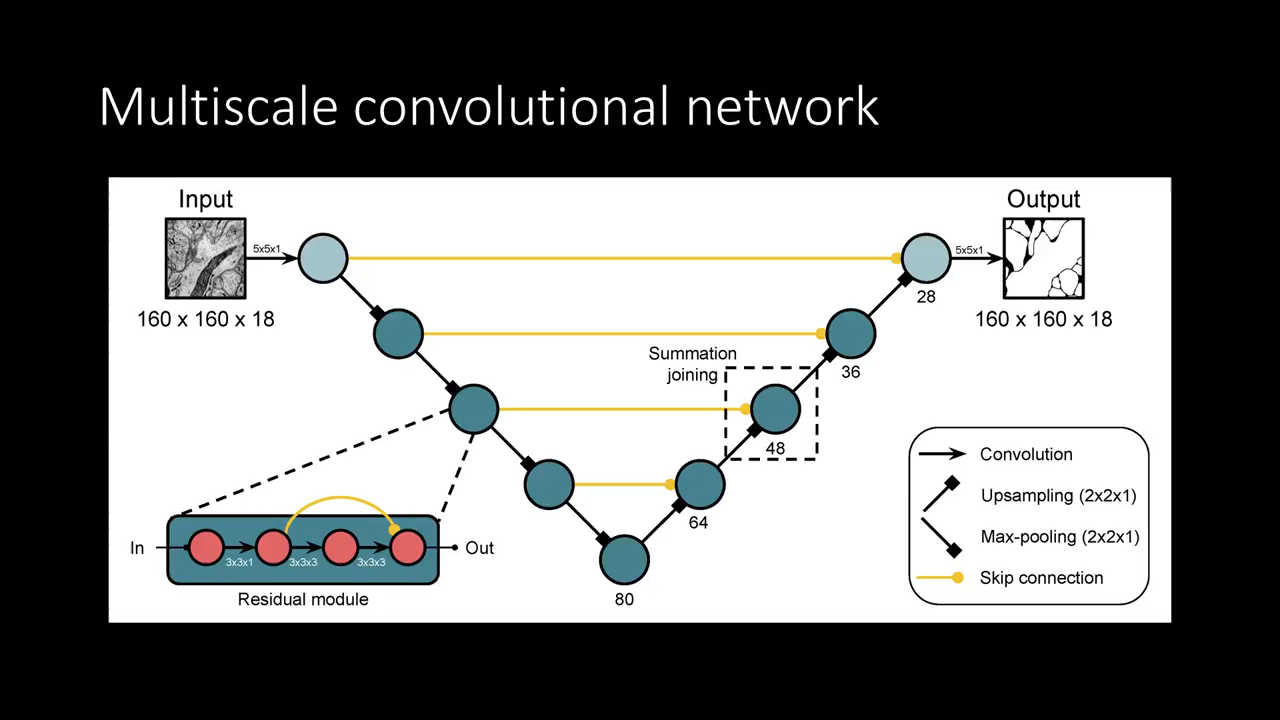 Multiscale convolutional network
Input
Output
5x5x1
5x5x1
160 x 160 x 18
28
160 x 160 x 18
Summation
joining
36
48
Convolution
Upsampling (2x2x1)
64
Max-pooling (2x2x1)
In
3x3x1
3x3x3
3x3x3
Out
Skip connection
Residual module
80